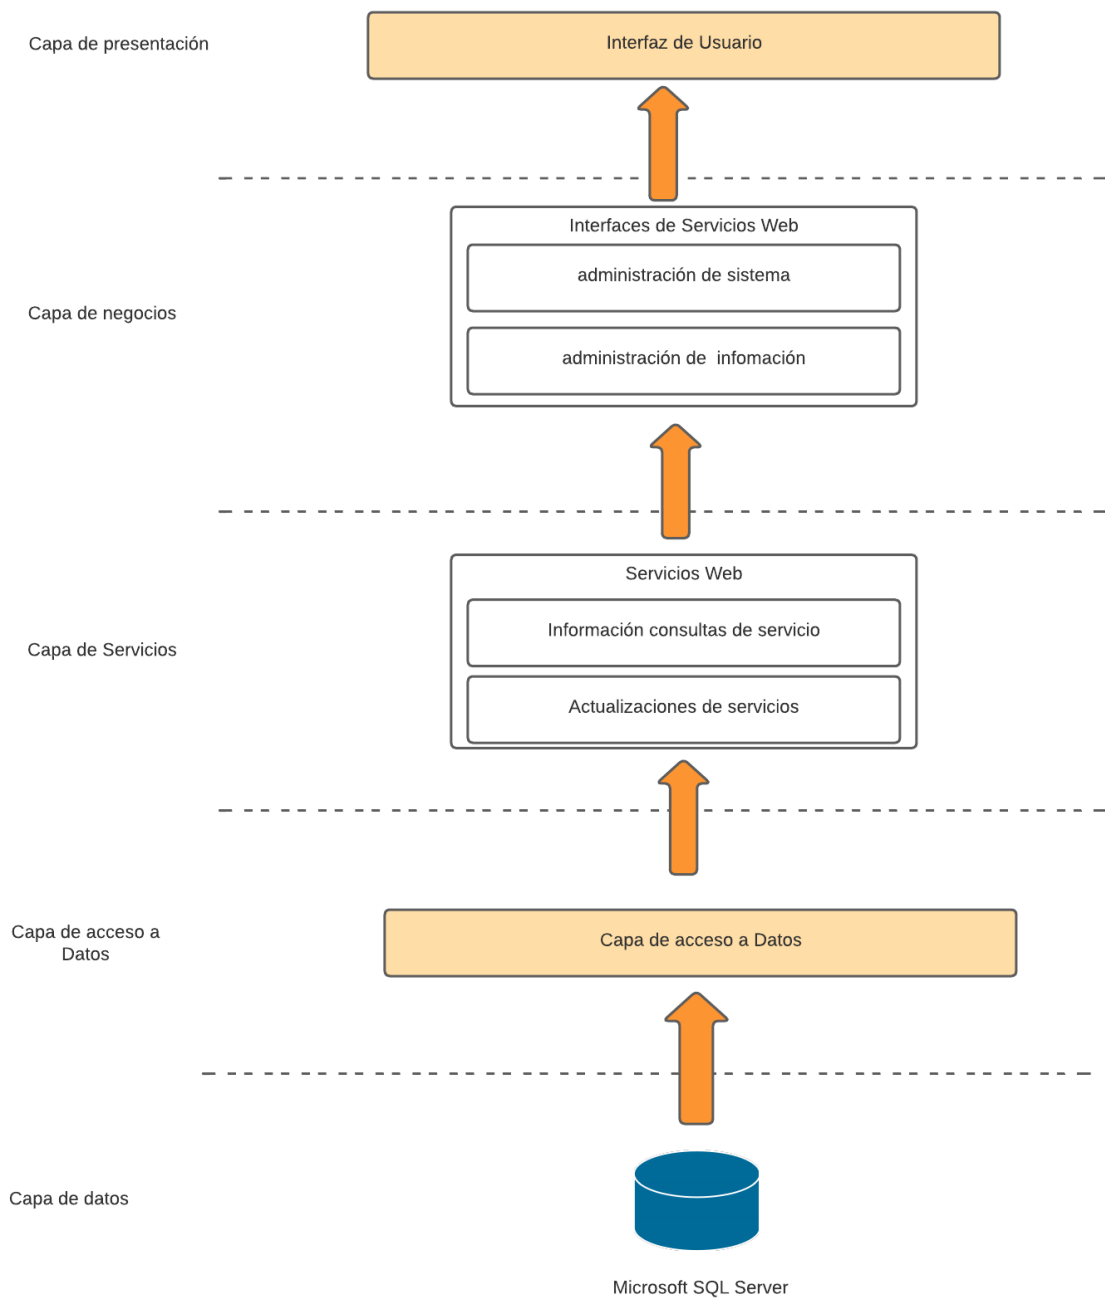 Capa de presentación
Interfaz de Usuario
Interfaces de Servicios Web
administración de sistema
Capa de negocios
administración de  infomación
Servicios Web
Información consultas de servicio
Capa de Servicios
Actualizaciones de servicios
Capa de acceso a
Datos
Capa de acceso a Datos
Capa de datos
Microsoft SQL Server